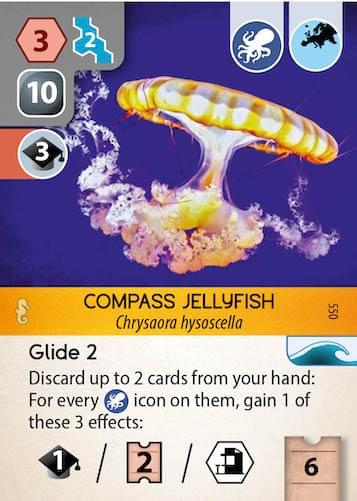 3
2
10
3
COMPASS JELLYFISH
Chrysaora hysoscella
550
Glide 2
Discard up to 2 cards from your hand:
For every icon on them, gain 1 of
these 3 effects:
1 / 2 /
6